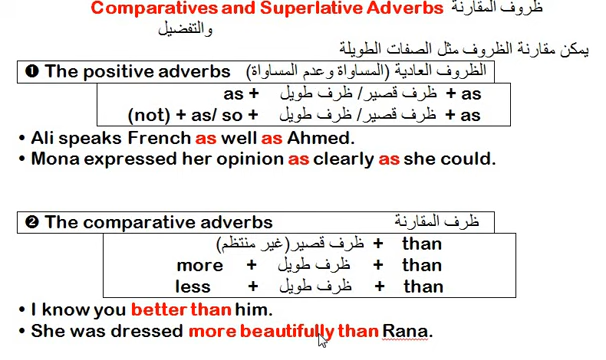 Comparatives and Superlative Adverbs ظروف المقارنة
والتفضيل
يمكن مقارنة الظروف مثل الصفات الطويلة
❶ The positive adverbs الظروف العادية (المساواة وعدم المساواة)
as + ظرف قصير/ ظرف طويل + as
(not) + as/ so + ظرف قصير/ ظرف طويل + as
• Ali speaks French as well as Ahmed.
• Mona expressed her opinion as clearly as she could.
❷ The comparative adverbs ظرف المقارنة
ظرف قصير(غير منتظم) + than
more + ظرف طويل + than
less + ظرف طويل + than
• I know you better than him.
• She was dressed more beautifully than Rana.